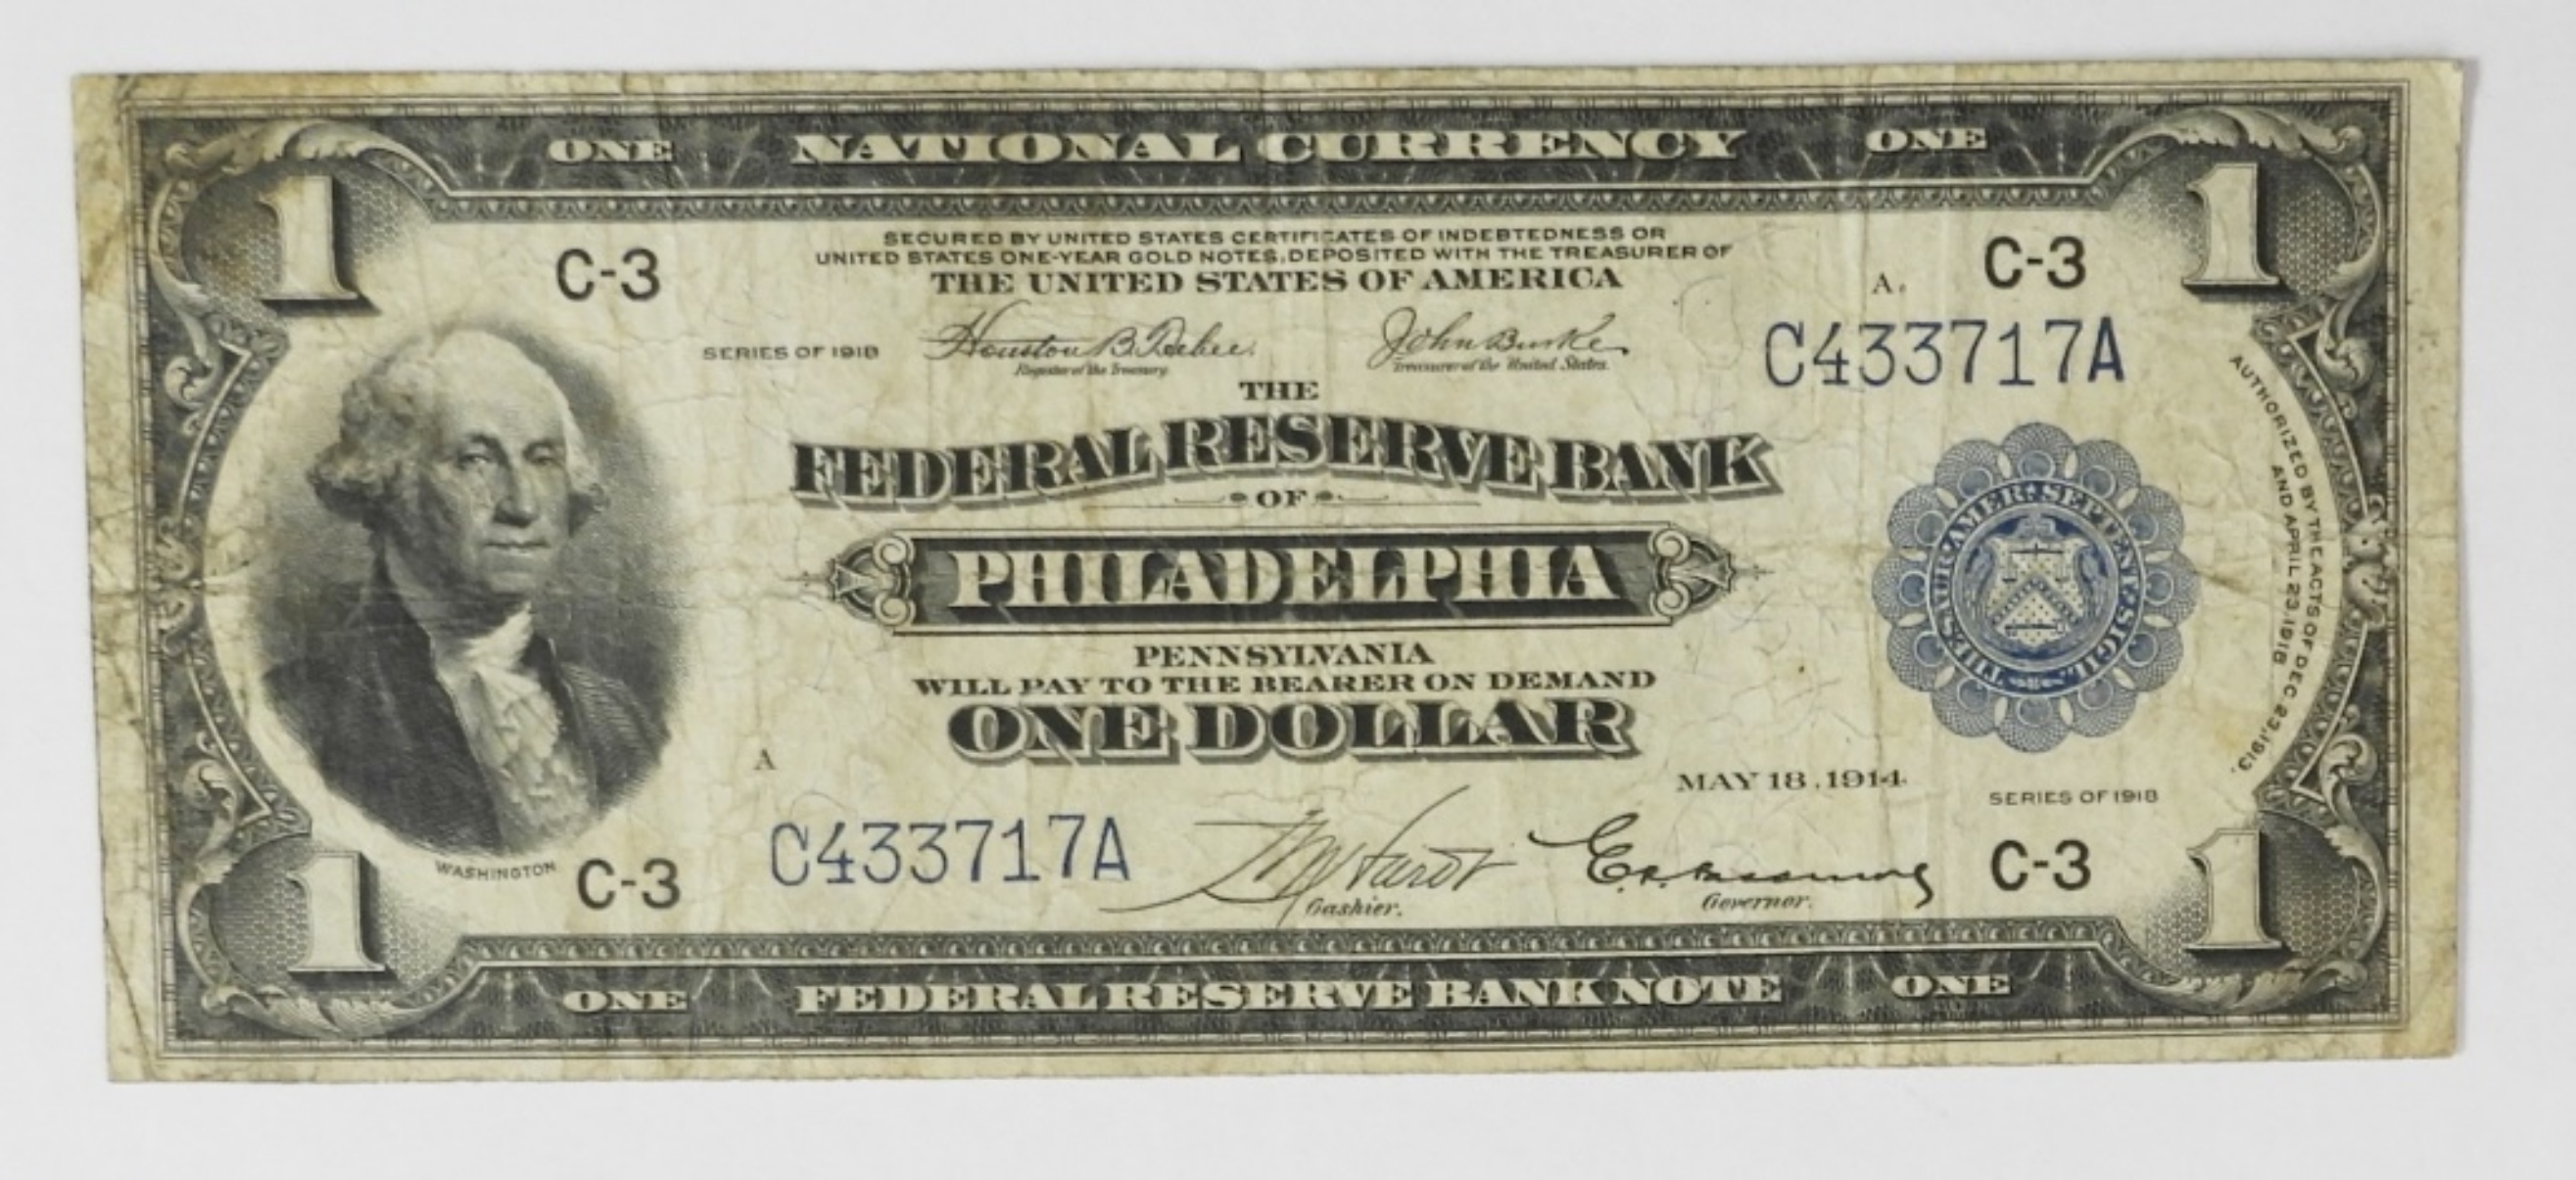 ONE NATIONAL CURRENCY ONE
1 1
SECURED BY UNITED STATES CERTIFICATES OF INDEBTEDNESS OR
UNITED STATES ONE-YEAR GOLD NOTES, DEPOSITED WITH THE TREASURER OF
THE UNITED STATES OF AMERICA
C-3 A. C-3
SERIES OF 1918 Houston B. Teehee John Burke C433717A
Register of the Treasury. Treasurer of the United States.
THE
FEDERAL RESERVE BANK
OF
PHILADELPHIA
THESAUR. AMER. SEPTENT. SIGIL.
AUTHORIZED BY THE ACTS OF DEC. 23, 1913,
AND APRIL 23, 1918
PENNSYLVANIA
WILL PAY TO THE BEARER ON DEMAND
ONE DOLLAR
A
MAY 18, 1914.
SERIES OF 1918
C433717A
Cashier. Governor.
WASHINGTON C-3 C-3
1 1
ONE FEDERAL RESERVE BANK NOTE ONE